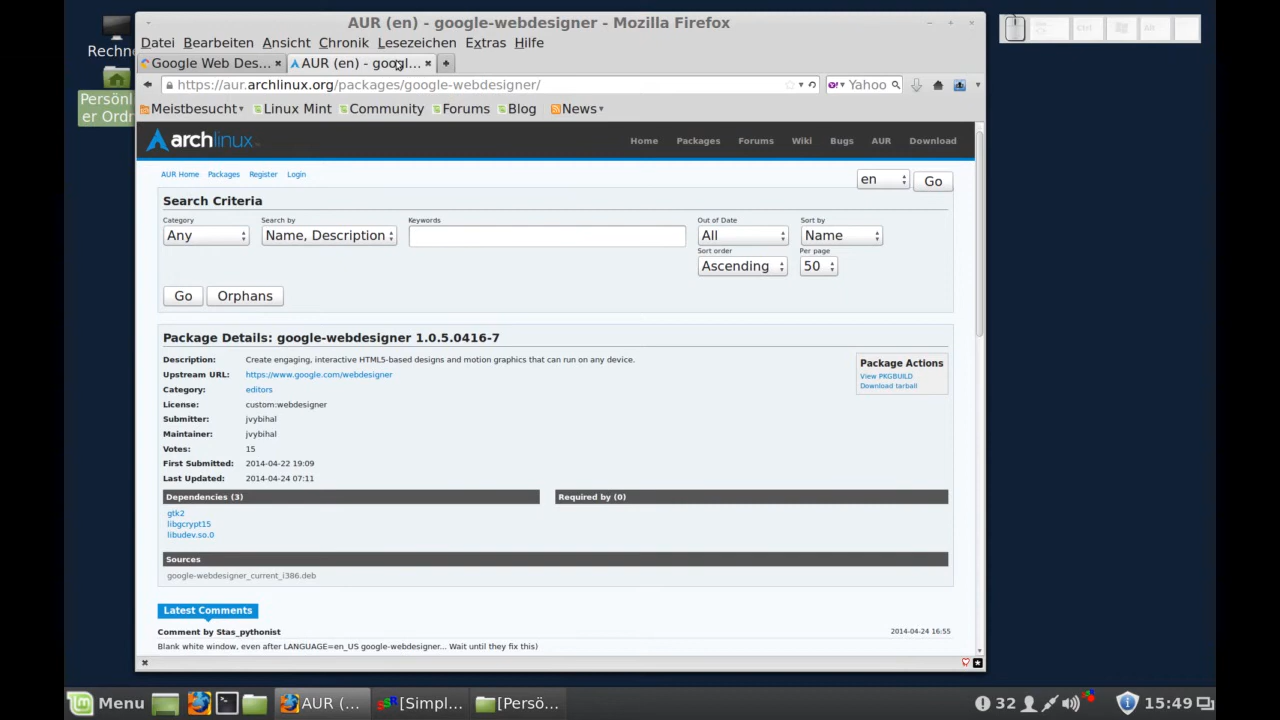 Rechne
Persönl
er Ordn
AUR (en) - google-webdesigner - Mozilla Firefox
Datei Bearbeiten Ansicht Chronik Lesezeichen Extras Hilfe
Google Web Des...
AUR (en) - googl...
https://aur.archlinux.org/packages/google-webdesigner/
Yahoo
Meistbesucht Linux Mint Community Forums Blog News
Ctrl
Alt
archlinux
Home Packages Forums Wiki Bugs AUR Download
AUR Home Packages Register Login
en Go
Search Criteria
Category Search by Keywords Out of Date Sort by
Any Name, Description All Name
Sort order Per page
Ascending 50
Go Orphans
Package Details: google-webdesigner 1.0.5.0416-7
Description: Create engaging, interactive HTML5-based designs and motion graphics that can run on any device.
Upstream URL: https://www.google.com/webdesigner
Category: editors
License: custom:webdesigner
Submitter: jvybihal
Maintainer: jvybihal
Votes: 15
First Submitted: 2014-04-22 19:09
Last Updated: 2014-04-24 07:11
Package Actions
View PKGBUILD
Download tarball
Dependencies (3) Required by (0)
gtk2
libgcrypt15
libudev.so.0
Sources
google-webdesigner_current_i386.deb
Latest Comments
Comment by Stas_pythonist 2014-04-24 16:55
Blank white window, even after LANGUAGE=en_US google-webdesigner... Wait until they fix this)
Menu AUR (... [Simpl... [Persö... 32 15:49